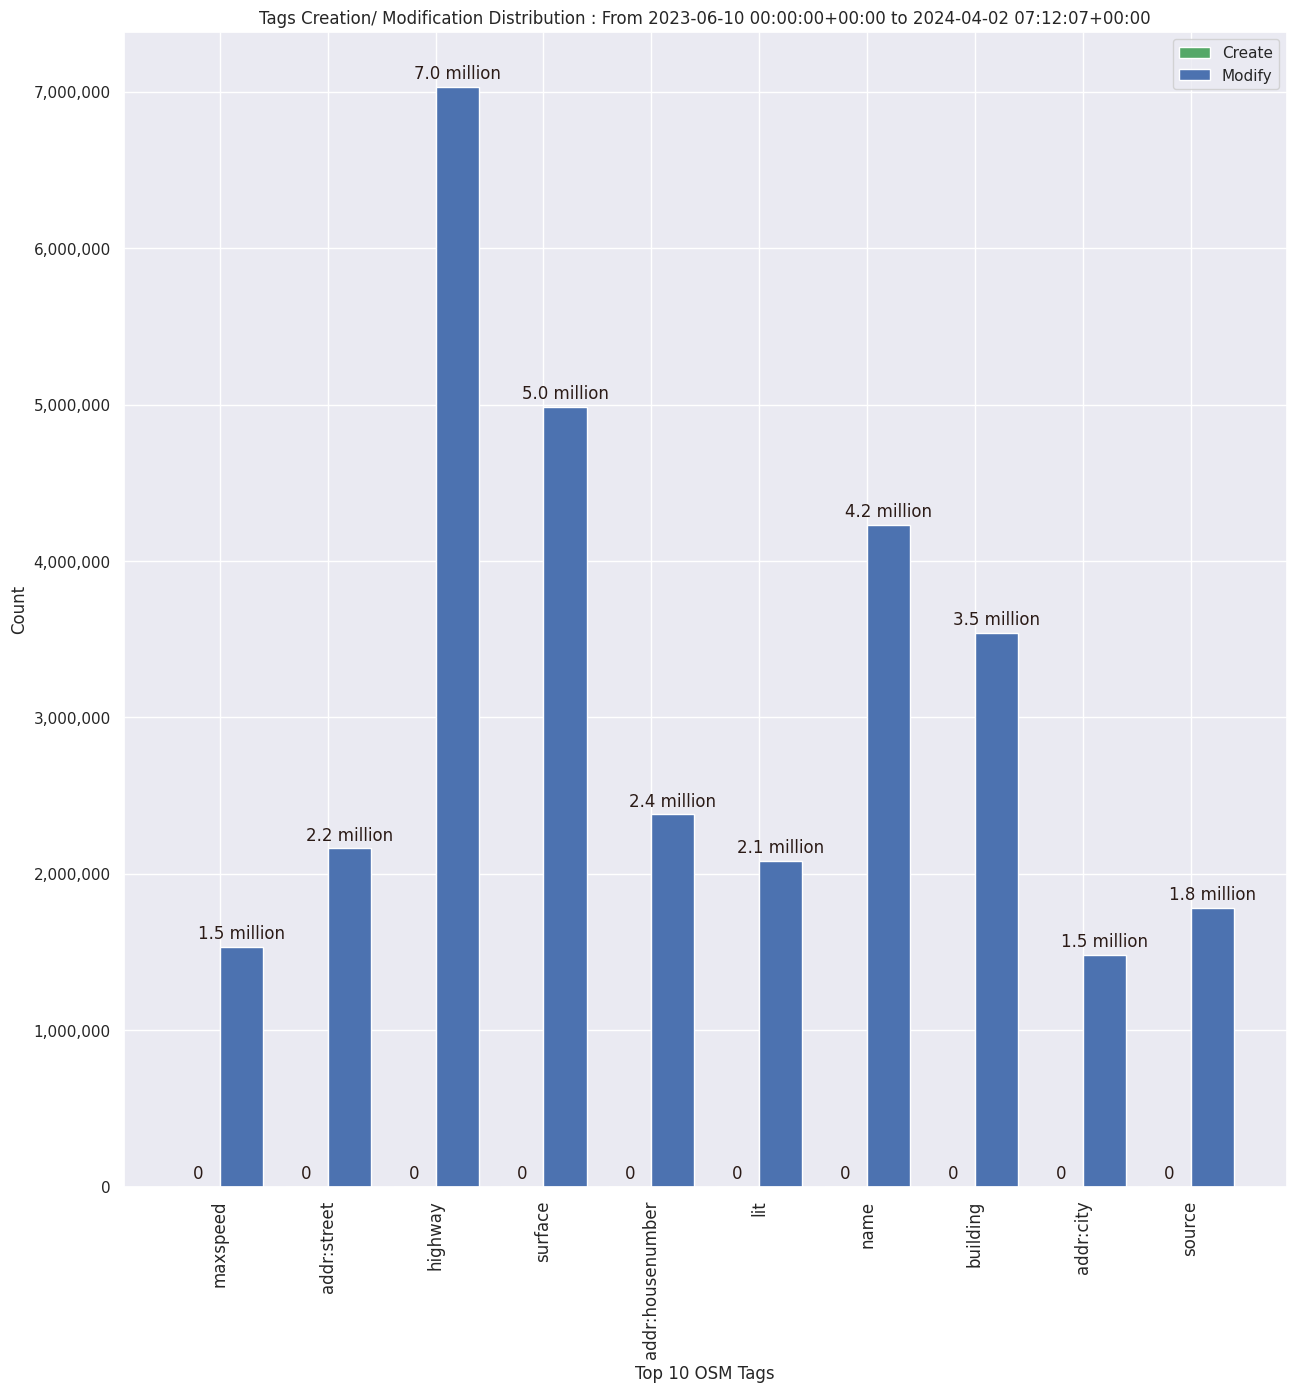 Tags Creation/ Modification Distribution : From 2023-06-10 00:00:00+00:00 to 2024-04-02 07:12:07+00:00
Create
Modify
Count
7,000,000
6,000,000
5,000,000
4,000,000
3,000,000
2,000,000
1,000,000
0
7.0 million
5.0 million
4.2 million
3.5 million
2.4 million
2.2 million
2.1 million
1.8 million
1.5 million
1.5 million
0
0
0
0
0
0
0
0
0
0
maxspeed
addr:street
highway
surface
addr:housenumber
lit
name
building
addr:city
source
Top 10 OSM Tags